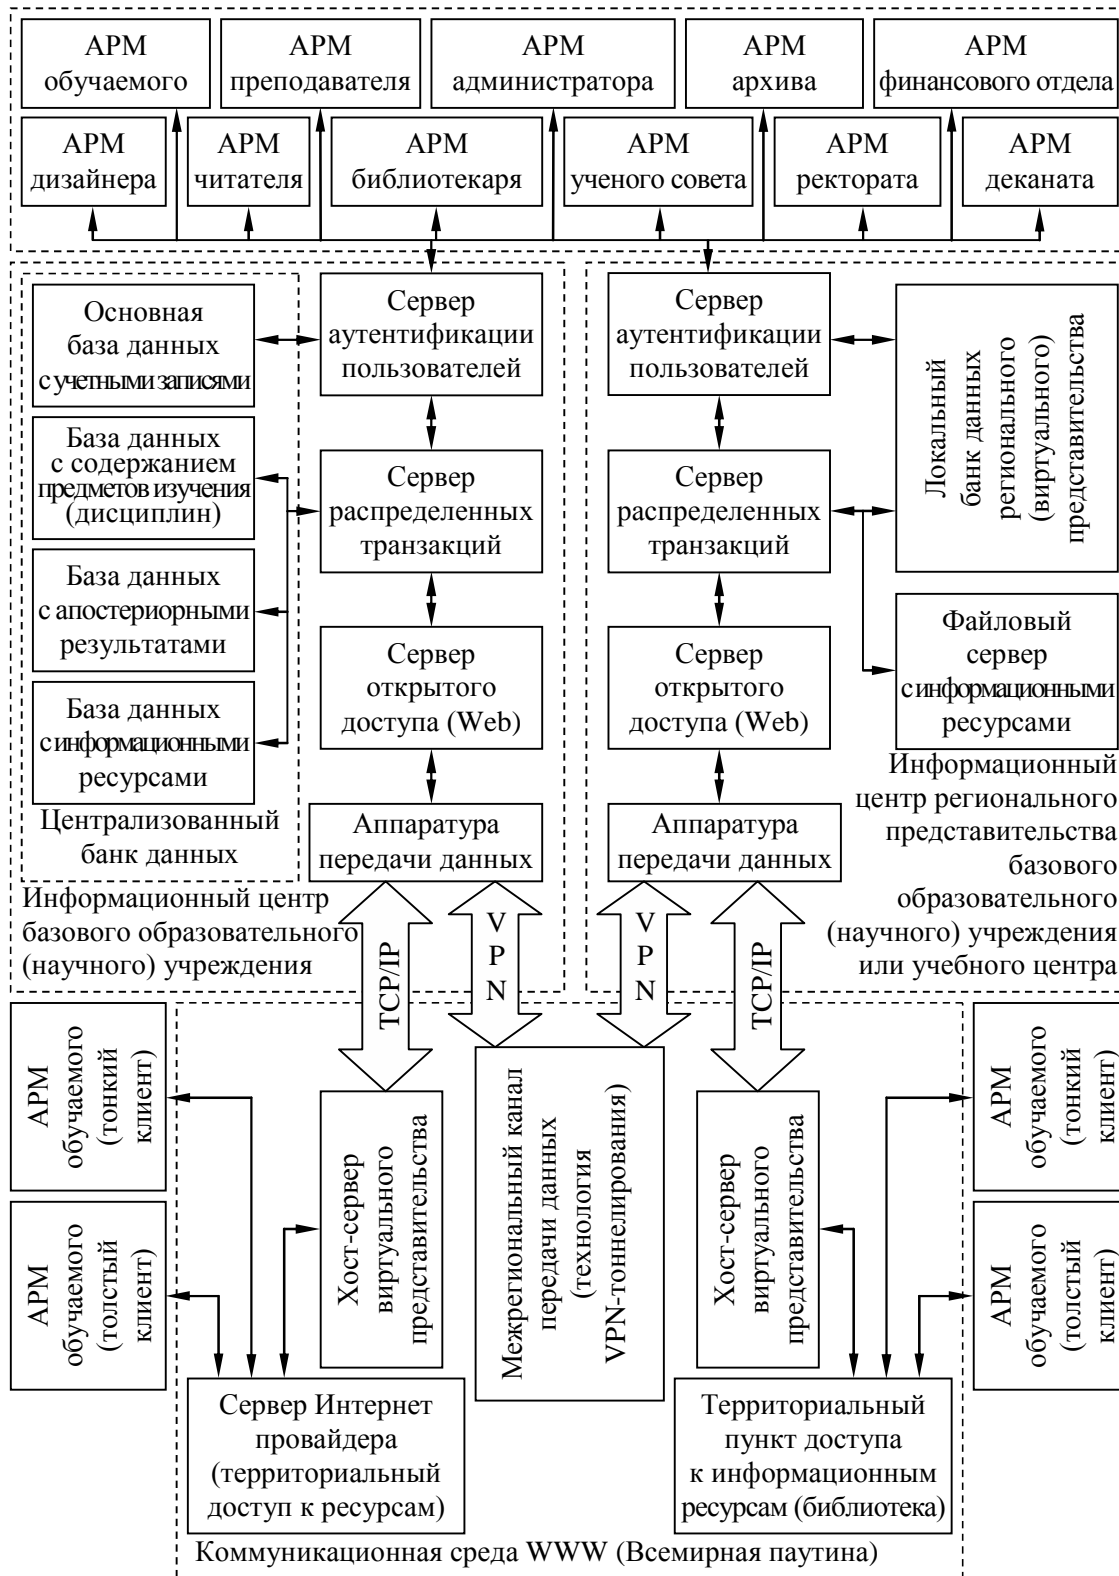 АРМ
обучаемого
АРМ
преподавателя
АРМ
администратора
АРМ
архива
АРМ
финансового отдела
АРМ
дизайнера
АРМ
читателя
АРМ
библиотекаря
АРМ
ученого совета
АРМ
ректората
АРМ
деканата
Основная
база данных
с учетными записями
База данных
с содержанием
предметов изучения
(дисциплин)
База данных
с апостериорными
результатами
База данных
с информационными
ресурсами
Централизованный
банк данных
Сервер
аутентификации
пользователей
Сервер
распределенных
транзакций
Сервер
открытого
доступа (Web)
Аппаратура
передачи данных
Информационный центр
базового образовательного
(научного) учреждения
Сервер
аутентификации
пользователей
Сервер
распределенных
транзакций
Сервер
открытого
доступа (Web)
Аппаратура
передачи данных
Локальный
банк данных
регионального
(виртуального)
представительства
Файловый
сервер
с информационными
ресурсами
Информационный
центр регионального
представительства
базового
образовательного
(научного) учреждения
или учебного центра
TCP/IP
V
P
N
V
P
N
TCP/IP
АРМ
обучаемого
(тонкий
клиент)
АРМ
обучаемого
(толстый
клиент)
Хост-сервер
виртуального
представительства
Межрегиональный канал
передачи данных
(технология
VPN-тоннелирования)
Хост-сервер
виртуального
представительства
АРМ
обучаемого
(тонкий
клиент)
АРМ
обучаемого
(толстый
клиент)
Сервер Интернет
провайдера
(территориальный
доступ к ресурсам)
Территориальный
пункт доступа
к информационным
ресурсам (библиотека)
Коммуникационная среда WWW (Всемирная паутина)